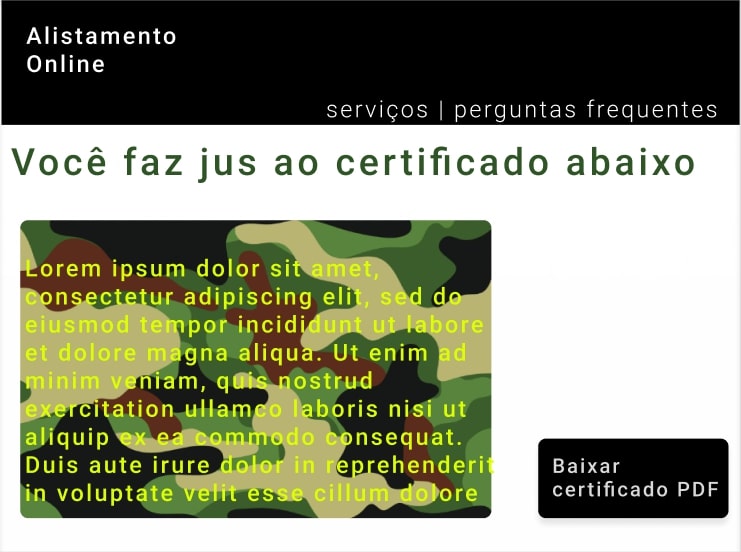 Alistamento
Online
serviços | perguntas frequentes
Você faz jus ao certificado abaixo
Lorem ipsum dolor sit amet,
consectetur adipiscing elit, sed do
eiusmod tempor incididunt ut labore
et dolore magna aliqua. Ut enim ad
minim veniam, quis nostrud
exercitation ullamco laboris nisi ut
aliquip ex ea commodo consequat.
Duis aute irure dolor in reprehenderit
in voluptate velit esse cillum dolore
Baixar
certificado PDF